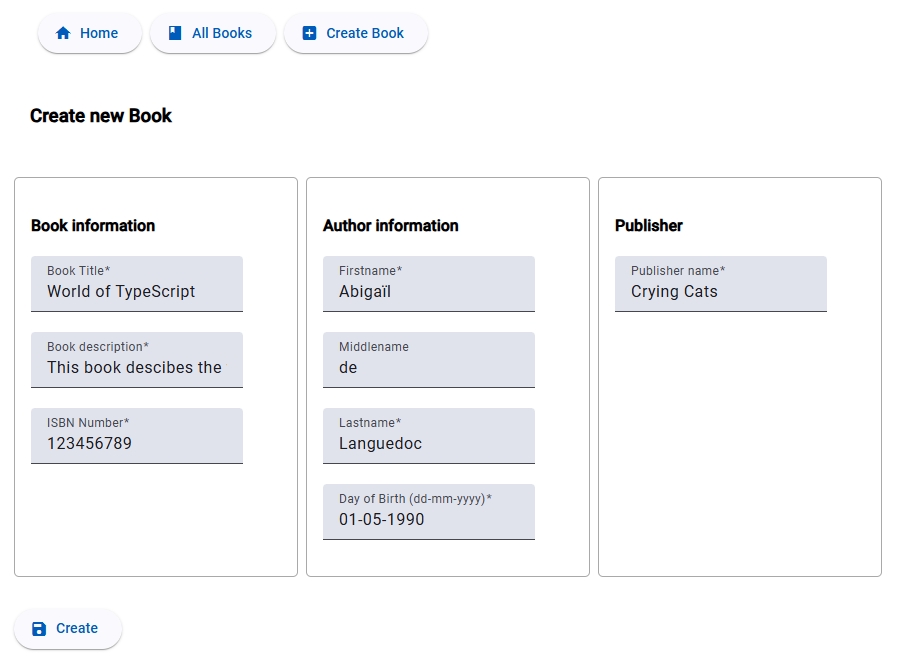 Home All Books Create Book
Create new Book
Book information
Book Title*
World of TypeScript
Book description*
This book descibes the
ISBN Number*
123456789
Author information
Firstname*
Abigaïl
Middlename
de
Lastname*
Languedoc
Day of Birth (dd-mm-yyyy)*
01-05-1990
Publisher
Publisher name*
Crying Cats
Create